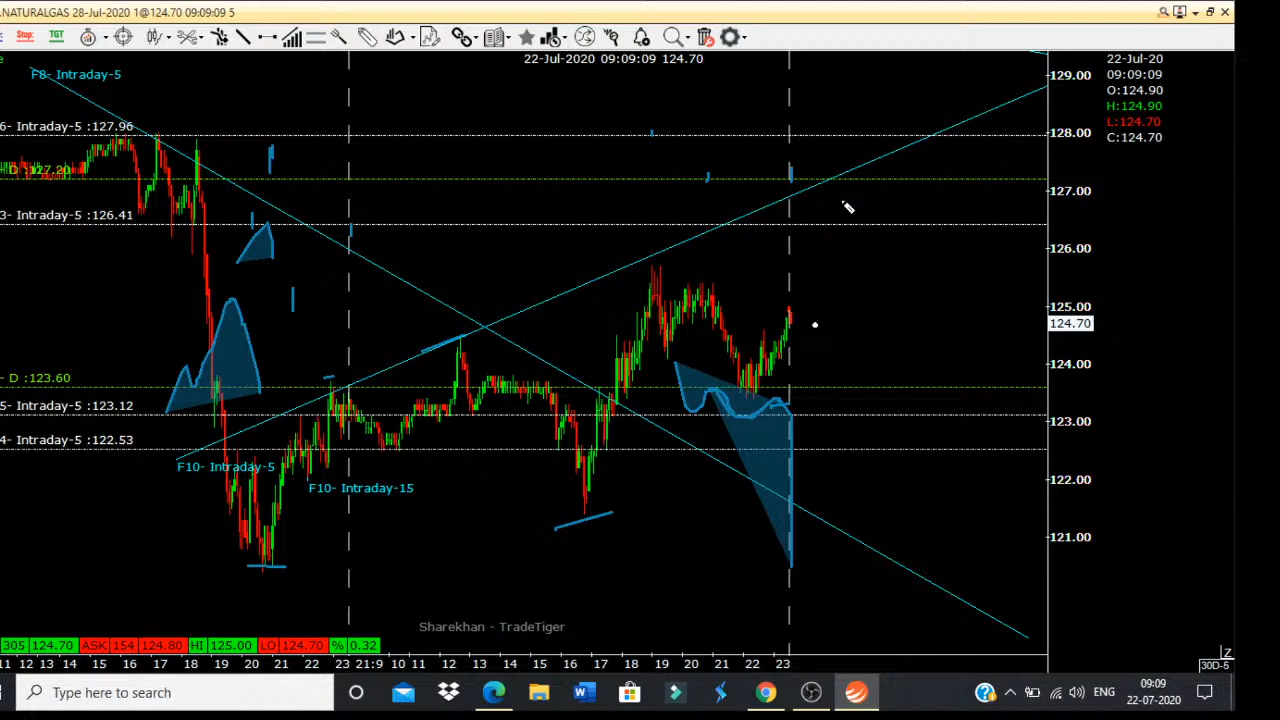 .NATURALGAS 28-Jul-2020 1@124.70 09:09:09 5
Stop: TGT
22-Jul-2020 09:09:09 124.70
22-Jul-20
09:09:09
O:124.90
H:124.90
L:124.70
C:124.70
e
F8- Intraday-5
6- Intraday-5 :127.96
- D :127.20
3- Intraday-5 :126.41
- D :123.60
5- Intraday-5 :123.12
4- Intraday-5 :122.53
F10- Intraday-5
F10- Intraday-15
129.00
128.00
127.00
126.00
125.00
124.70
124.00
123.00
122.00
121.00
Sharekhan - TradeTiger
305 124.70 ASK 154 124.80 HI 125.00 LO 124.70 % 0.32
11 12 13 14 15 16 17 18 19 20 21 22 23 21:9 10 11 12 13 14 15 16 17 18 19 20 21 22 23
Z
30D-5
Type here to search
ENG
09:09
22-07-2020